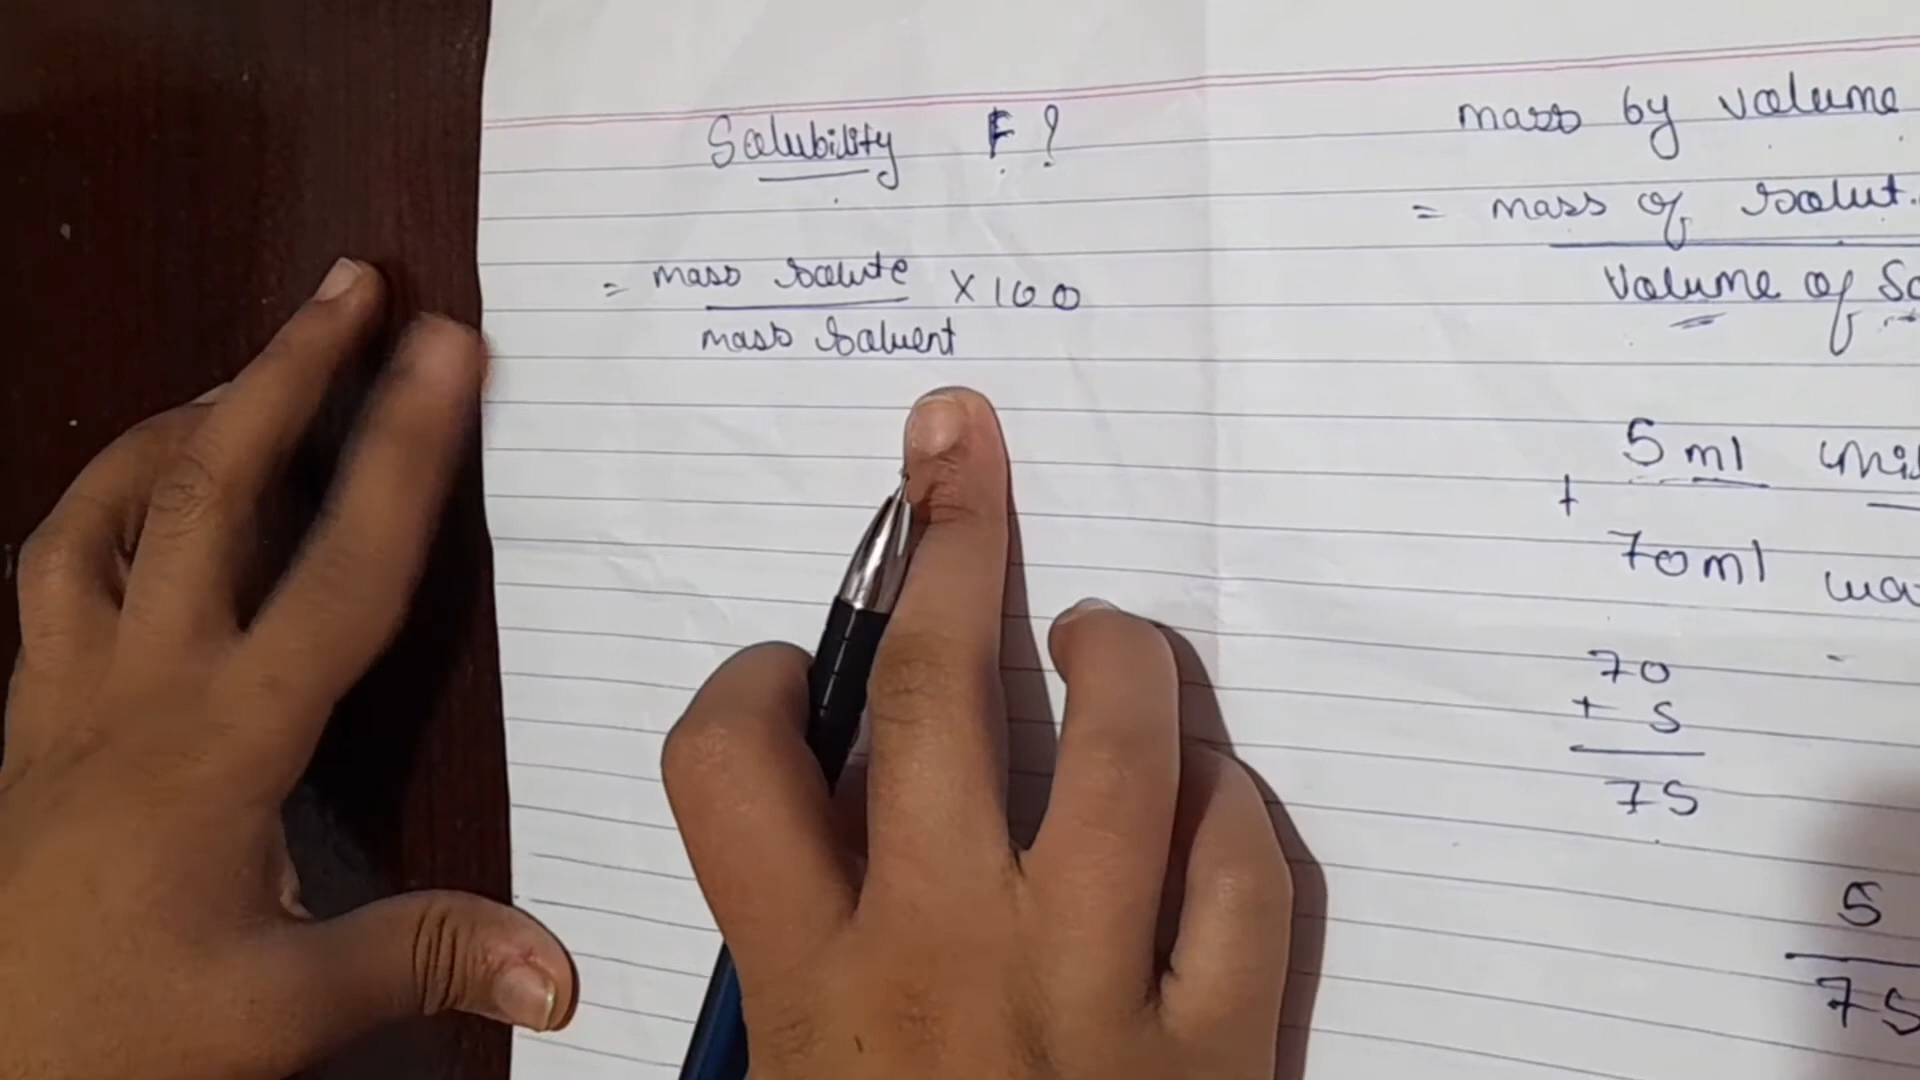 Solubility F ?
= mass solute × 100
mass solvent
mass by volume
= mass of solut.
Volume of So
5 ml
+
70 ml
70
+ 5
75
5
75